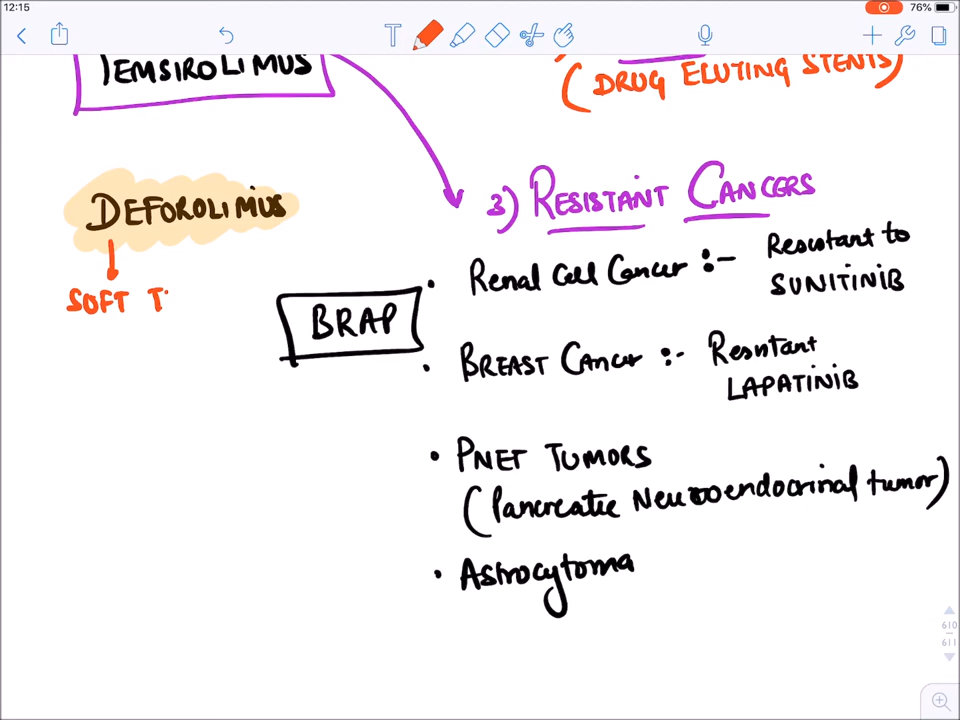 12:15
76%
T
TEMSIROLIMUS
(DRUG ELUTING STENTS)
3) RESISTANT CANCERS
DEFOROLIMUS
SOFT T
BRAP
• Renal Cell Cancer :- Resistant to
SUNITINIB
• BREAST Cancer :- Resistant
LAPATINIB
• PNET TUMORS
(Pancreatic Neuroendocrinal tumor)
• Astrocytoma
610
611